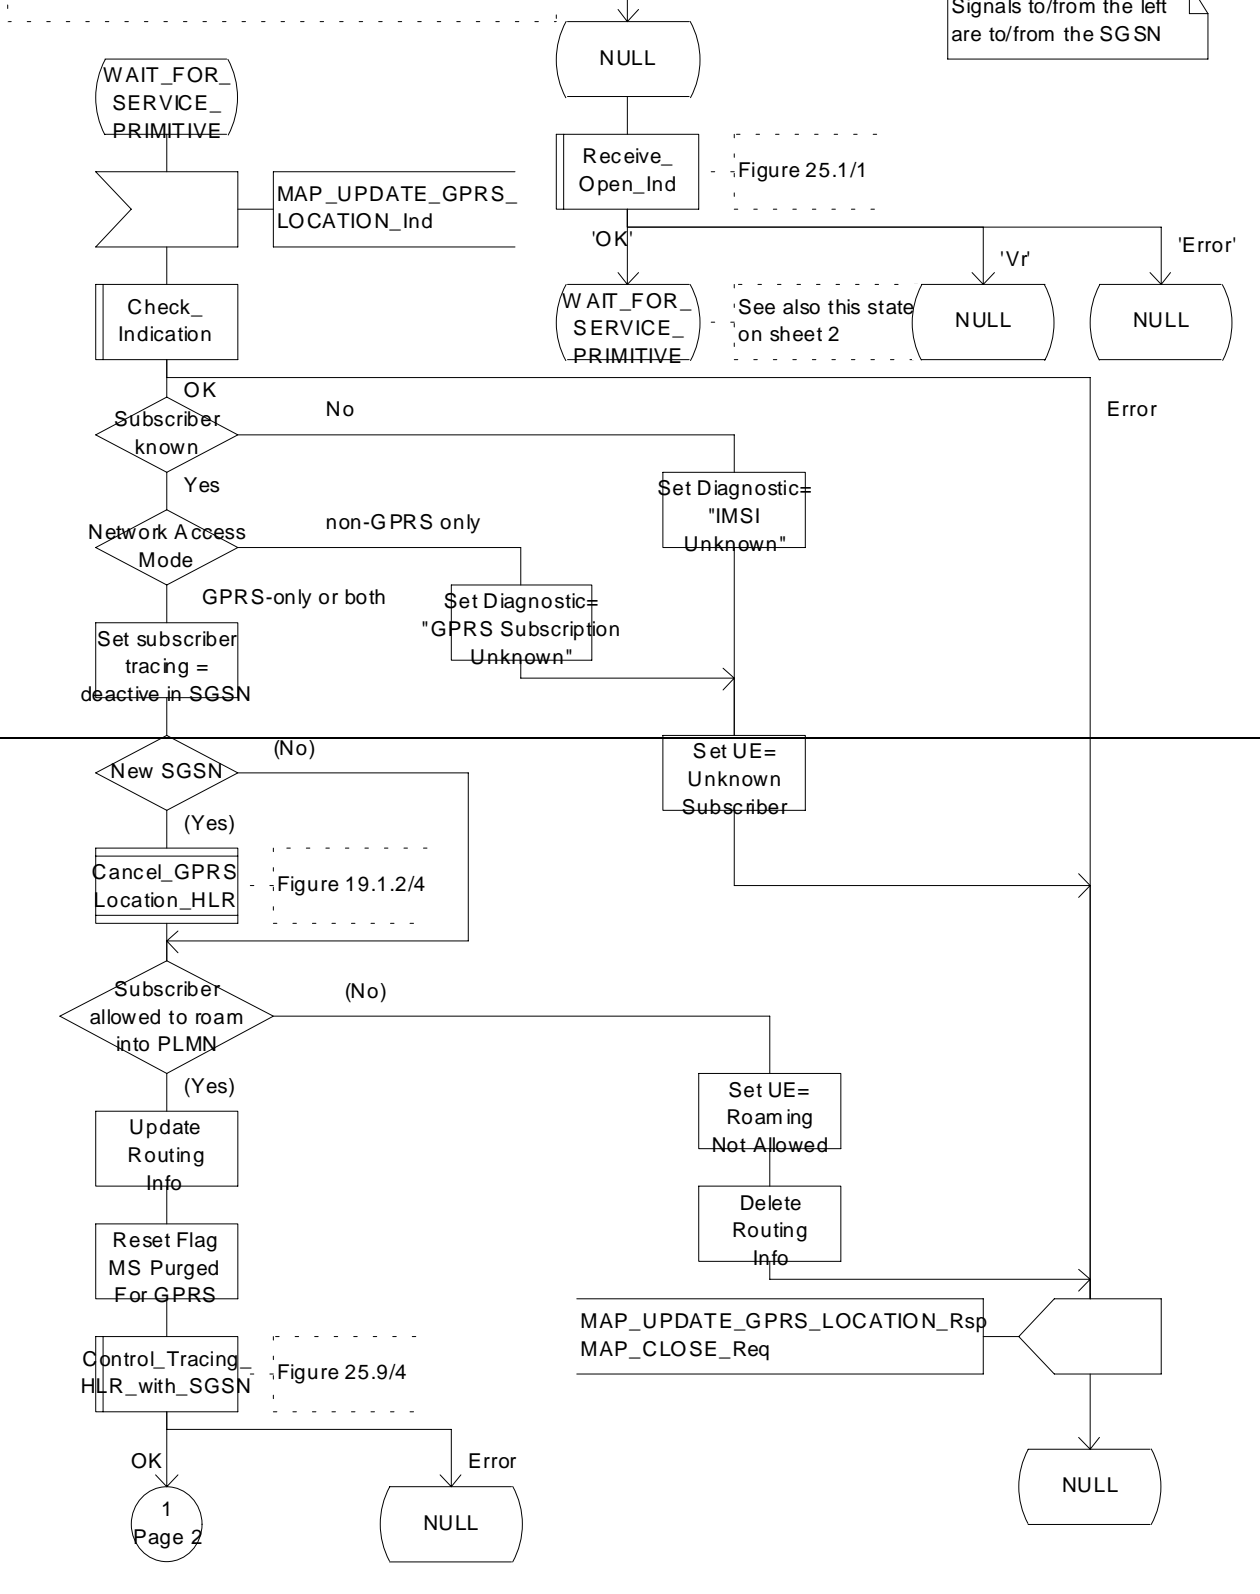 Signals to/from the left
are to/from the SGSN
NULL
WAIT_FOR_
SERVICE_
PRIMITIVE
Receive_
Open_Ind
Figure 25.1/1
MAP_UPDATE_GPRS_
LOCATION_Ind
'OK'
'Vr'
'Error'
Check_
Indication
WAIT_FOR_
SERVICE_
PRIMITIVE
See also this state
on sheet 2
NULL
NULL
OK
No
Error
Subscriber
known
Yes
Set Diagnostic=
"IMSI
Unknown"
non-GPRS only
Network Access
Mode
GPRS-only or both
Set Diagnostic=
"GPRS Subscription
Unknown"
Set subscriber
tracing =
deactive in SGSN
(No)
New SGSN
Set UE=
Unknown
Subscriber
(Yes)
Cancel_GPRS
Location_HLR
Figure 19.1.2/4
Subscriber
allowed to roam
into PLMN
(No)
(Yes)
Set UE=
Roaming
Not Allowed
Update
Routing
Info
Delete
Routing
Info
Reset Flag
MS Purged
For GPRS
MAP_UPDATE_GPRS_LOCATION_Rsp
MAP_CLOSE_Req
Control_Tracing_
HLR_with_SGSN
Figure 25.9/4
OK
Error
NULL
1
Page 2
NULL